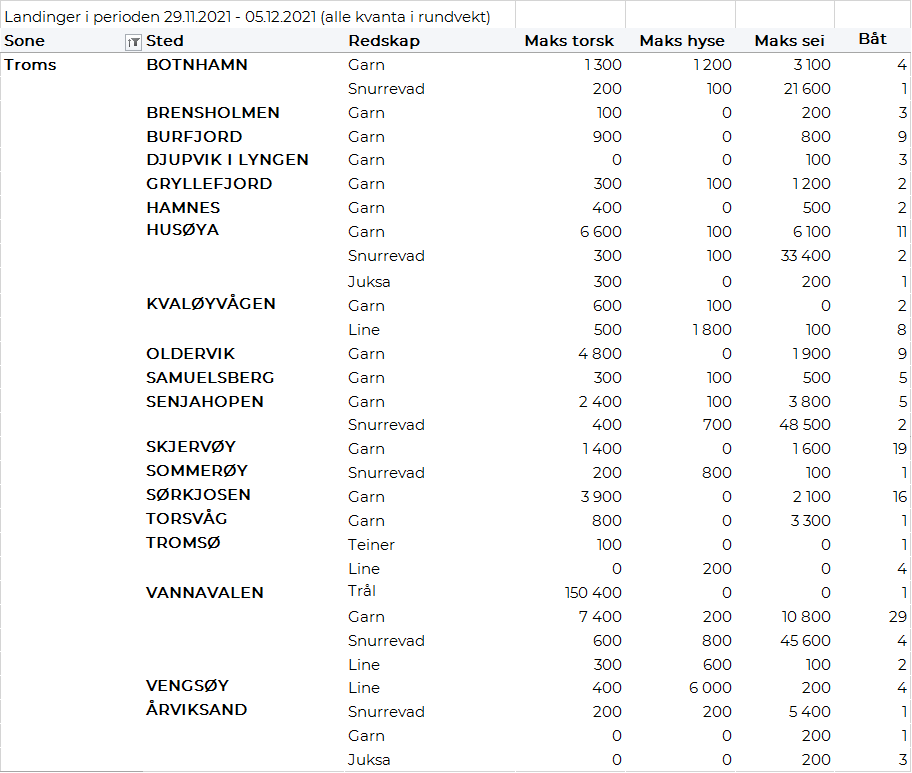 Landinger i perioden 29.11.2021 - 05.12.2021 (alle kvanta i rundvekt)
Sone Sted Redskap Maks torsk Maks hyse Maks sei Båt
Troms BOTNHAMN Garn 1 300 1 200 3 100 4
Snurrevad 200 100 21 600 1
BRENSHOLMEN Garn 100 0 200 3
BURFJORD Garn 900 0 800 9
DJUPVIK I LYNGEN Garn 0 0 100 3
GRYLLEFJORD Garn 300 100 1 200 2
HAMNES Garn 400 0 500 2
HUSØYA Garn 6 600 100 6 100 11
Snurrevad 300 100 33 400 2
Juksa 300 0 200 1
KVALØYVÅGEN Garn 600 100 0 2
Line 500 1 800 100 8
OLDERVIK Garn 4 800 0 1 900 9
SAMUELSBERG Garn 300 100 500 5
SENJAHOPEN Garn 2 400 100 3 800 5
Snurrevad 400 700 48 500 2
SKJERVØY Garn 1 400 0 1 600 19
SOMMERØY Snurrevad 200 800 100 1
SØRKJOSEN Garn 3 900 0 2 100 16
TORSVÅG Garn 800 0 3 300 1
TROMSØ Teiner 100 0 0 1
Line 0 200 0 4
VANNAVALEN Trål 150 400 0 0 1
Garn 7 400 200 10 800 29
Snurrevad 600 800 45 600 4
Line 300 600 100 2
VENGSØY Line 400 6 000 200 4
ÅRVIKSAND Snurrevad 200 200 5 400 1
Garn 0 0 200 1
Juksa 0 0 200 3